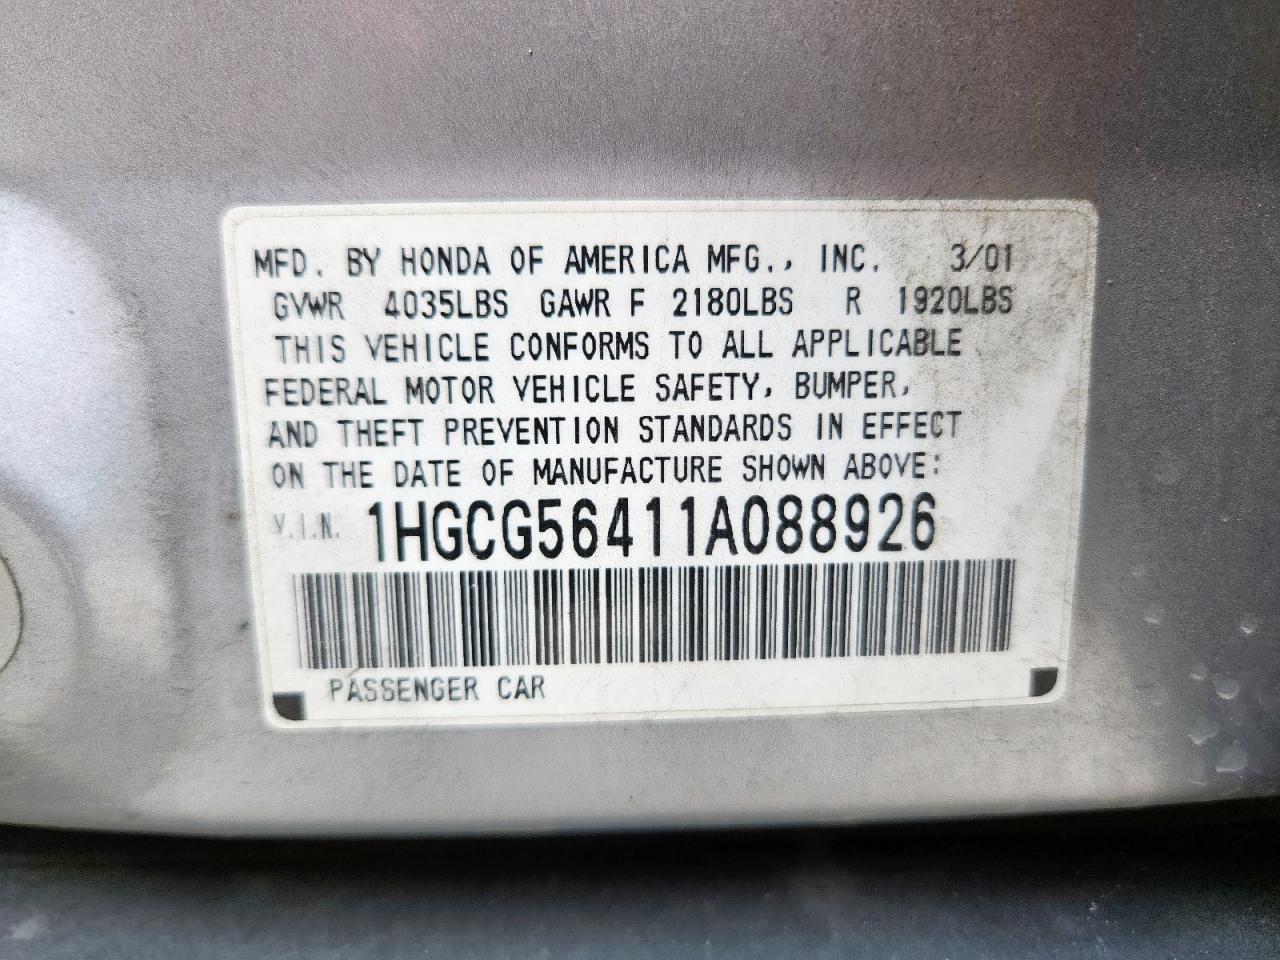 MFD. BY HONDA OF AMERICA MFG., INC. 3/01
GVWR 4035LBS GAWR F 2180LBS R 1920LBS
THIS VEHICLE CONFORMS TO ALL APPLICABLE
FEDERAL MOTOR VEHICLE SAFETY, BUMPER,
AND THEFT PREVENTION STANDARDS IN EFFECT
ON THE DATE OF MANUFACTURE SHOWN ABOVE:
V.I.N. 1HGCG56411A088926
PASSENGER CAR